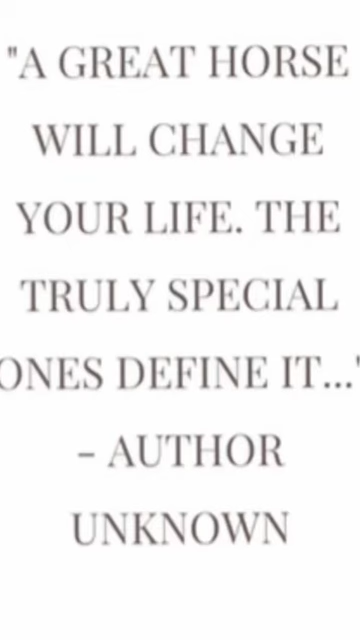 "A GREAT HORSE
WILL CHANGE
YOUR LIFE. THE
TRULY SPECIAL
ONES DEFINE IT..."
- AUTHOR
UNKNOWN